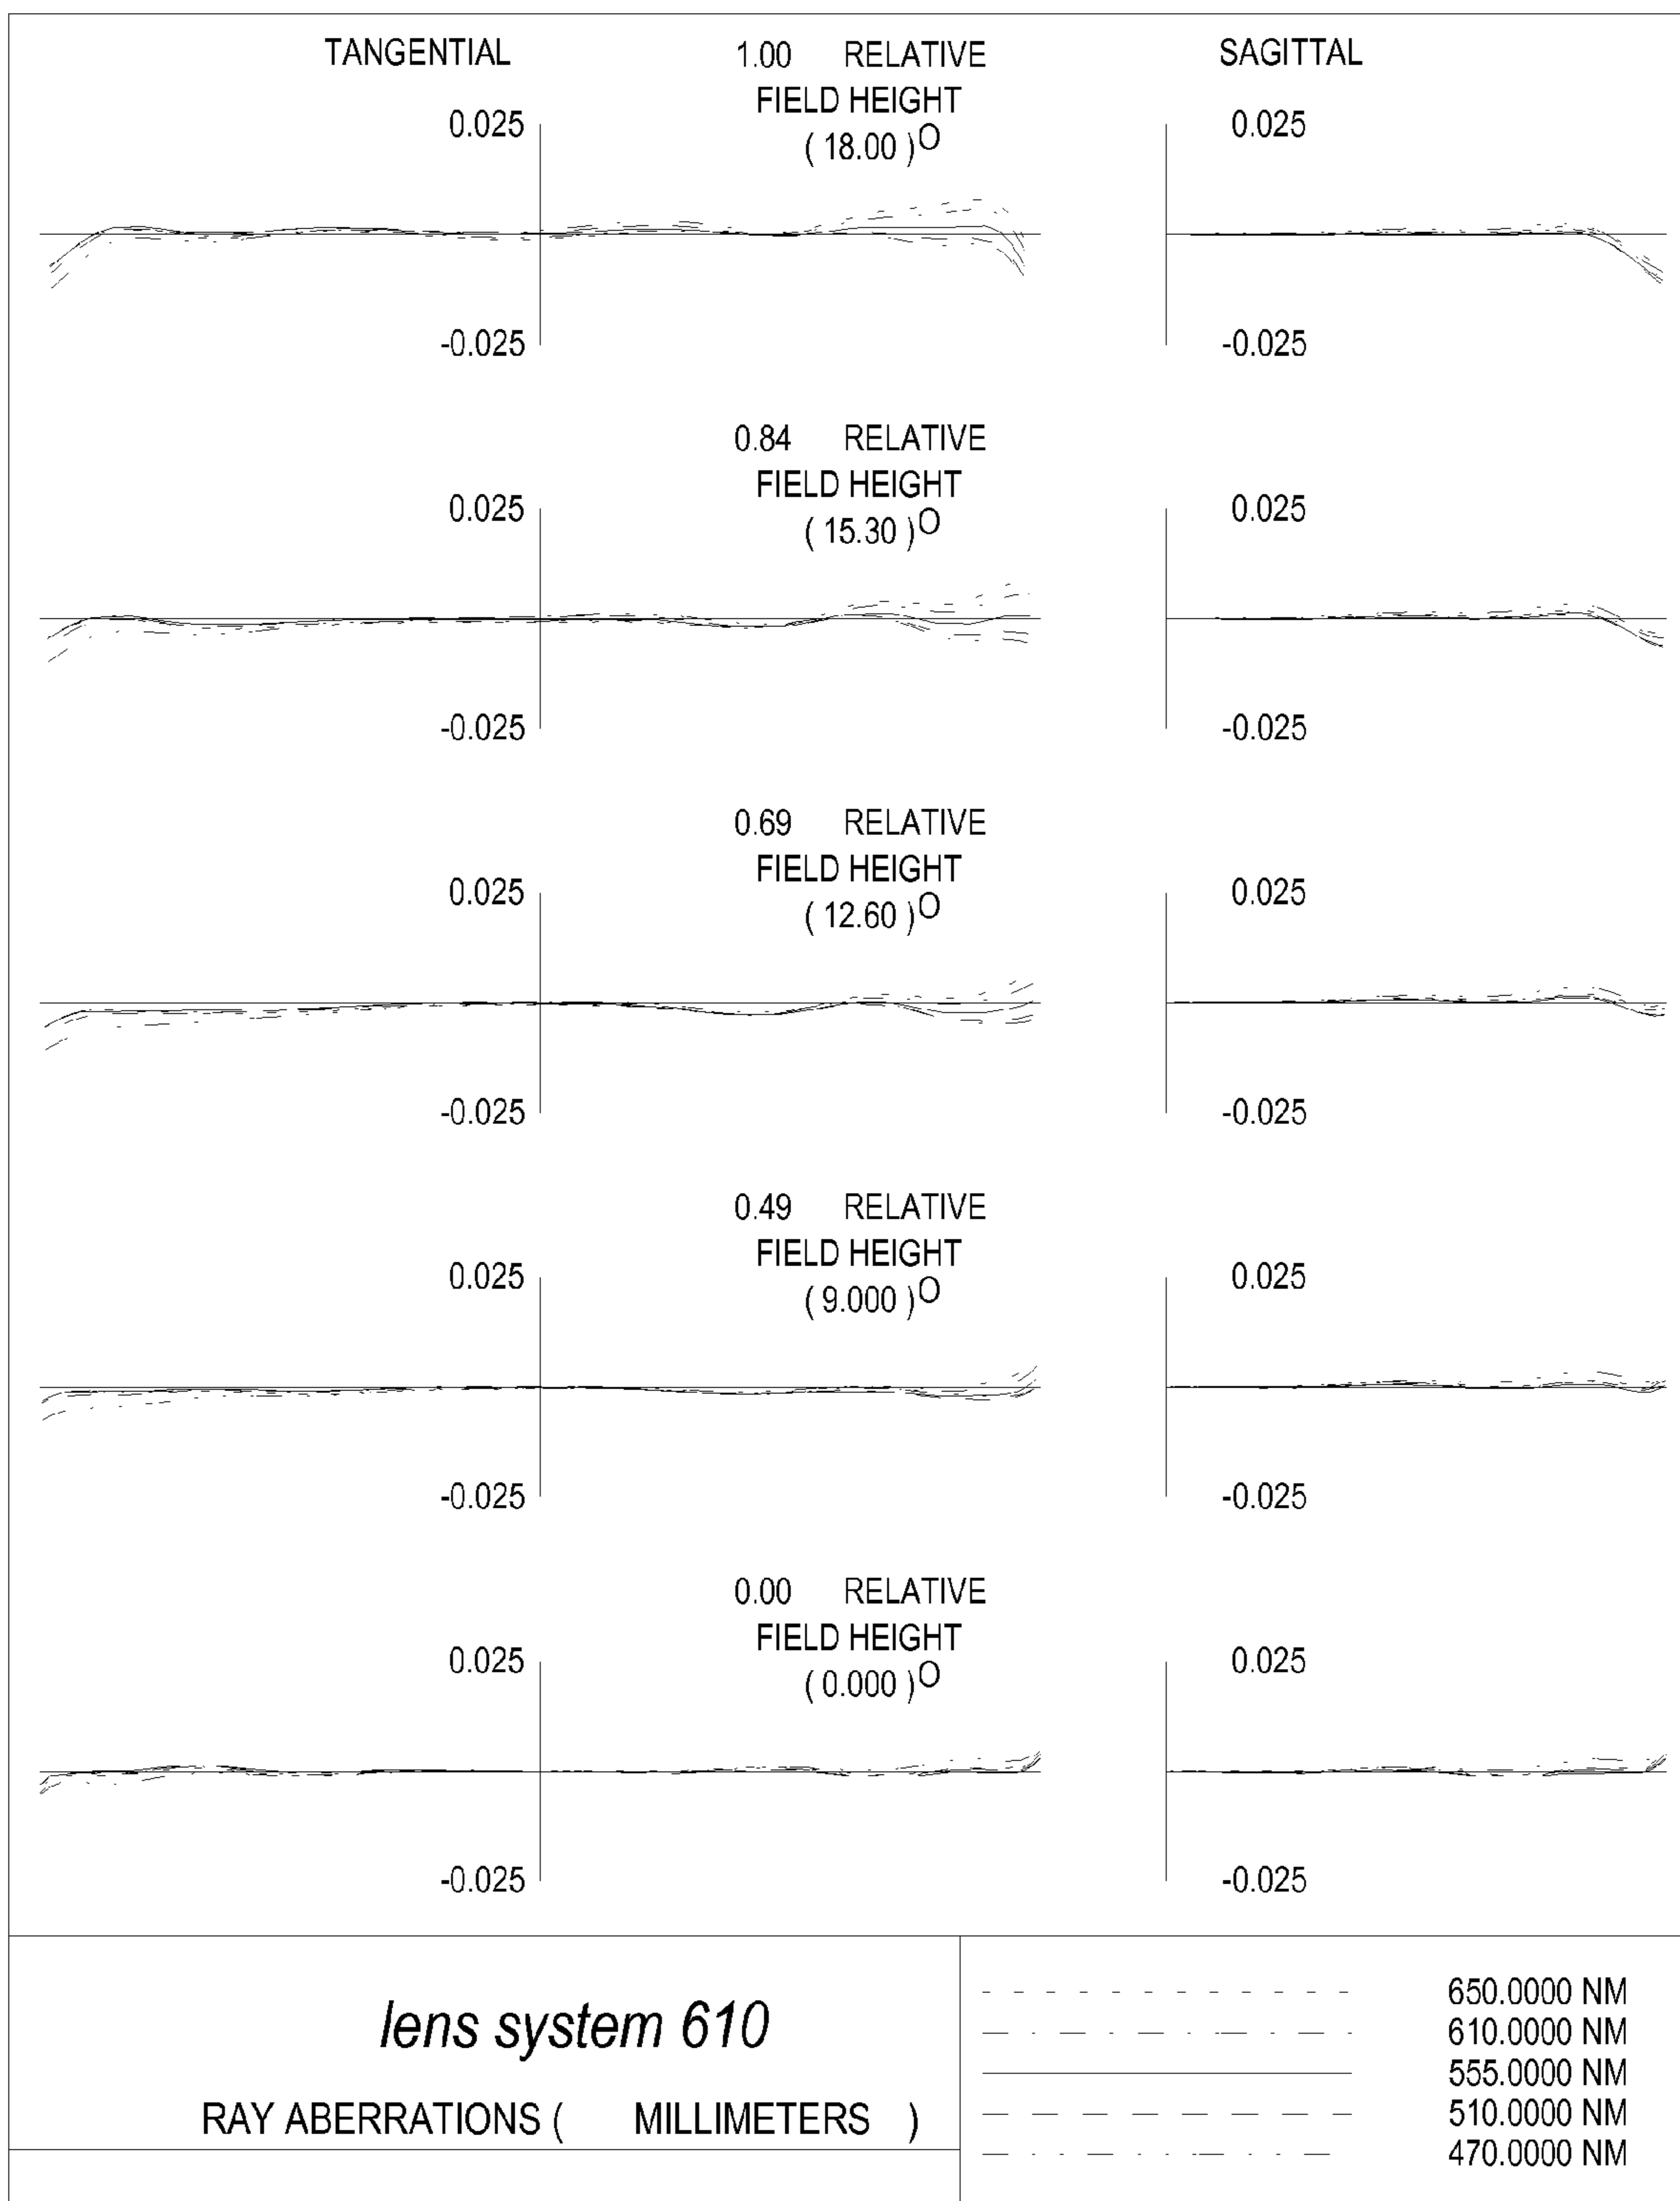 TANGENTIAL 1.00 RELATIVE SAGITTAL
FIELD HEIGHT
0.025 ( 18.00 )O 0.025
-0.025 -0.025
0.84 RELATIVE
FIELD HEIGHT
0.025 ( 15.30 )O 0.025
-0.025 -0.025
0.69 RELATIVE
FIELD HEIGHT
0.025 ( 12.60 )O 0.025
-0.025 -0.025
0.49 RELATIVE
FIELD HEIGHT
0.025 ( 9.000 )O 0.025
-0.025 -0.025
0.00 RELATIVE
FIELD HEIGHT
0.025 ( 0.000 )O 0.025
-0.025 -0.025
lens system 610
RAY ABERRATIONS ( MILLIMETERS )
650.0000 NM
610.0000 NM
555.0000 NM
510.0000 NM
470.0000 NM